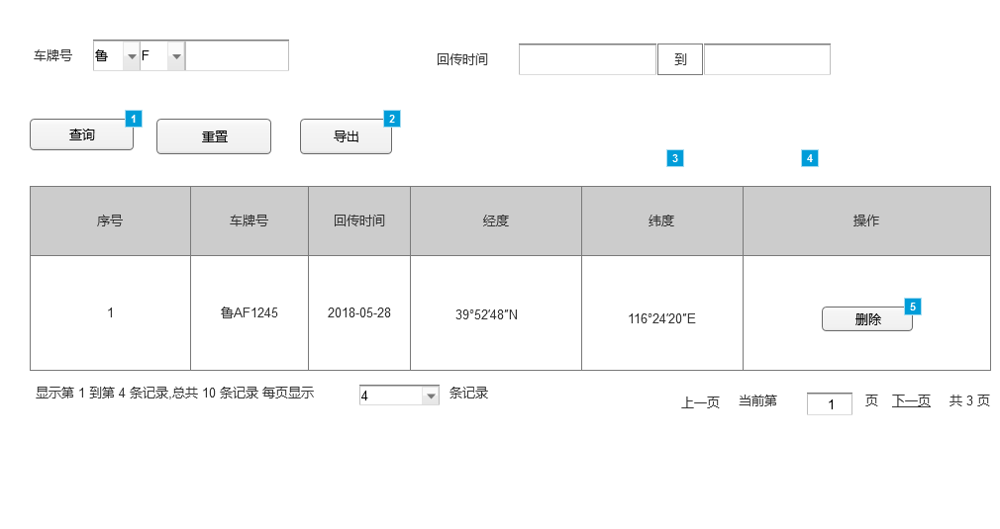 车牌号 鲁 F 回传时间 到
查询 1 重置 导出 2
3 4
序号 车牌号 回传时间 经度 纬度 操作
1 鲁AF1245 2018-05-28 39°52′48″N 116°24′20″E 删除 5
显示第 1 到第 4 条记录,总共 10 条记录 每页显示 4 条记录
上一页 当前第 1 页 下一页 共 3 页